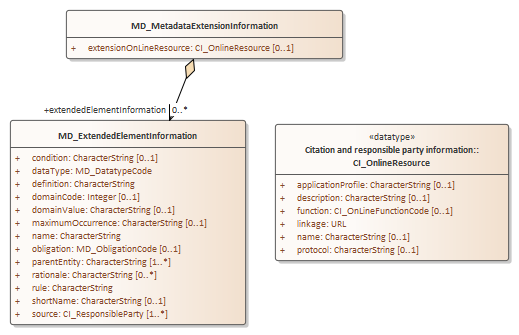 MD_MetadataExtensionInformation
+ extensionOnLineResource: CI_OnlineResource [0..1]
+extendedElementInformation 0..*
MD_ExtendedElementInformation
+ condition: CharacterString [0..1]
+ dataType: MD_DatatypeCode
+ definition: CharacterString
+ domainCode: Integer [0..1]
+ domainValue: CharacterString [0..1]
+ maximumOccurrence: CharacterString [0..1]
+ name: CharacterString
+ obligation: MD_ObligationCode [0..1]
+ parentEntity: CharacterString [1..*]
+ rationale: CharacterString [0..*]
+ rule: CharacterString
+ shortName: CharacterString [0..1]
+ source: CI_ResponsibleParty [1..*]
«datatype»
Citation and responsible party information::
CI_OnlineResource
+ applicationProfile: CharacterString [0..1]
+ description: CharacterString [0..1]
+ function: CI_OnLineFunctionCode [0..1]
+ linkage: URL
+ name: CharacterString [0..1]
+ protocol: CharacterString [0..1]